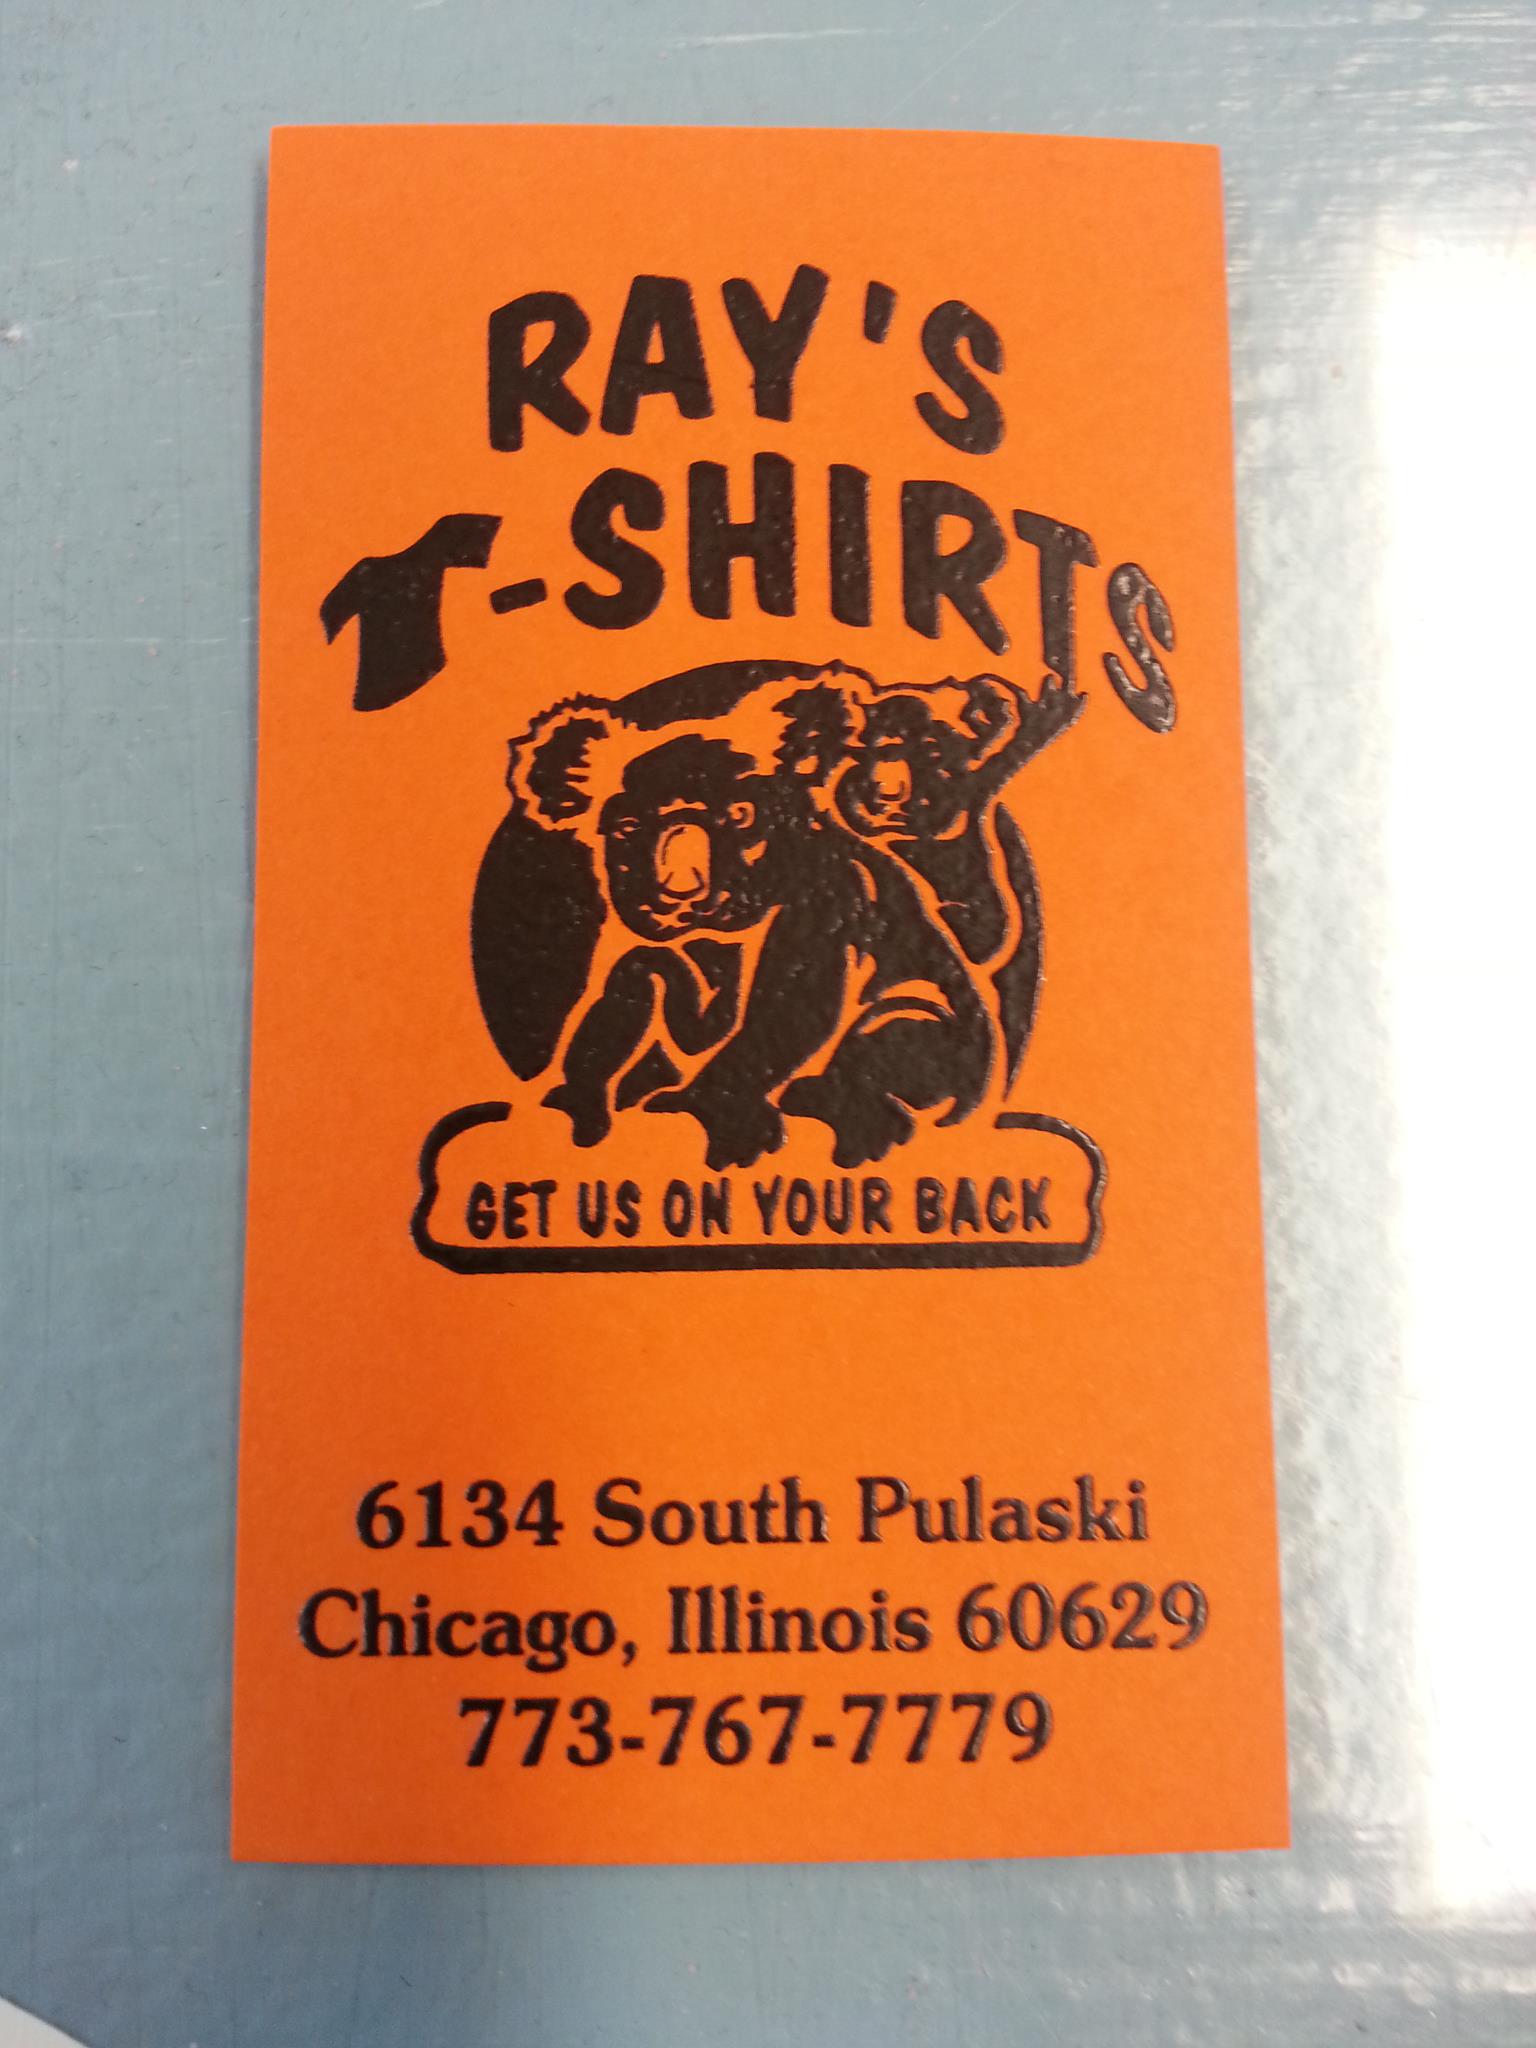 RAY'S
T-SHIRTS
GET US ON YOUR BACK
6134 South Pulaski
Chicago, Illinois 60629
773-767-7779